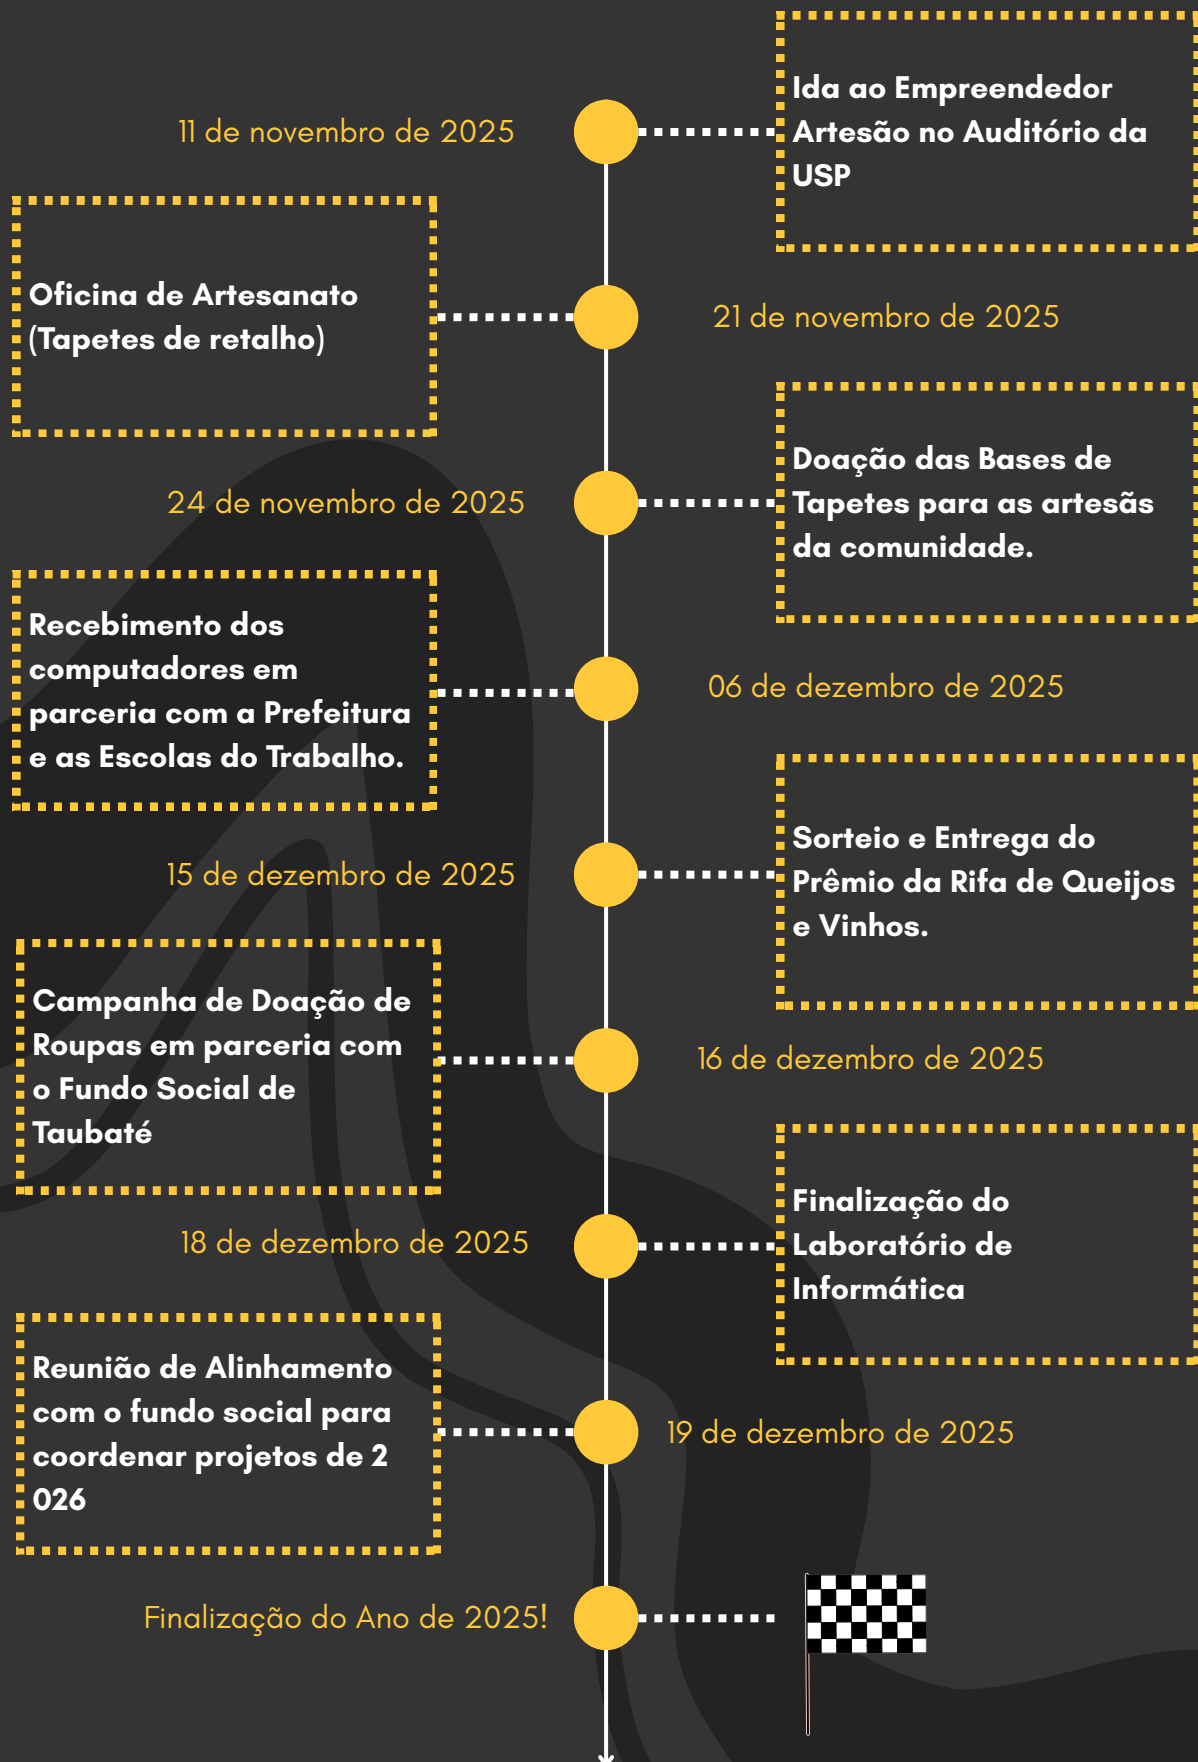 11 de novembro de 2025
Ida ao Empreendedor
Artesão no Auditório da
USP
Oficina de Artesanato
(Tapetes de retalho)
21 de novembro de 2025
24 de novembro de 2025
Doação das Bases de
Tapetes para as artesãs
da comunidade.
Recebimento dos
computadores em
parceria com a Prefeitura
e as Escolas do Trabalho.
06 de dezembro de 2025
15 de dezembro de 2025
Sorteio e Entrega do
Prêmio da Rifa de Queijos
e Vinhos.
Campanha de Doação de
Roupas em parceria com
o Fundo Social de
Taubaté
16 de dezembro de 2025
18 de dezembro de 2025
Finalização do
Laboratório de
Informática
Reunião de Alinhamento
com o fundo social para
coordenar projetos de 2
026
19 de dezembro de 2025
Finalização do Ano de 2025!